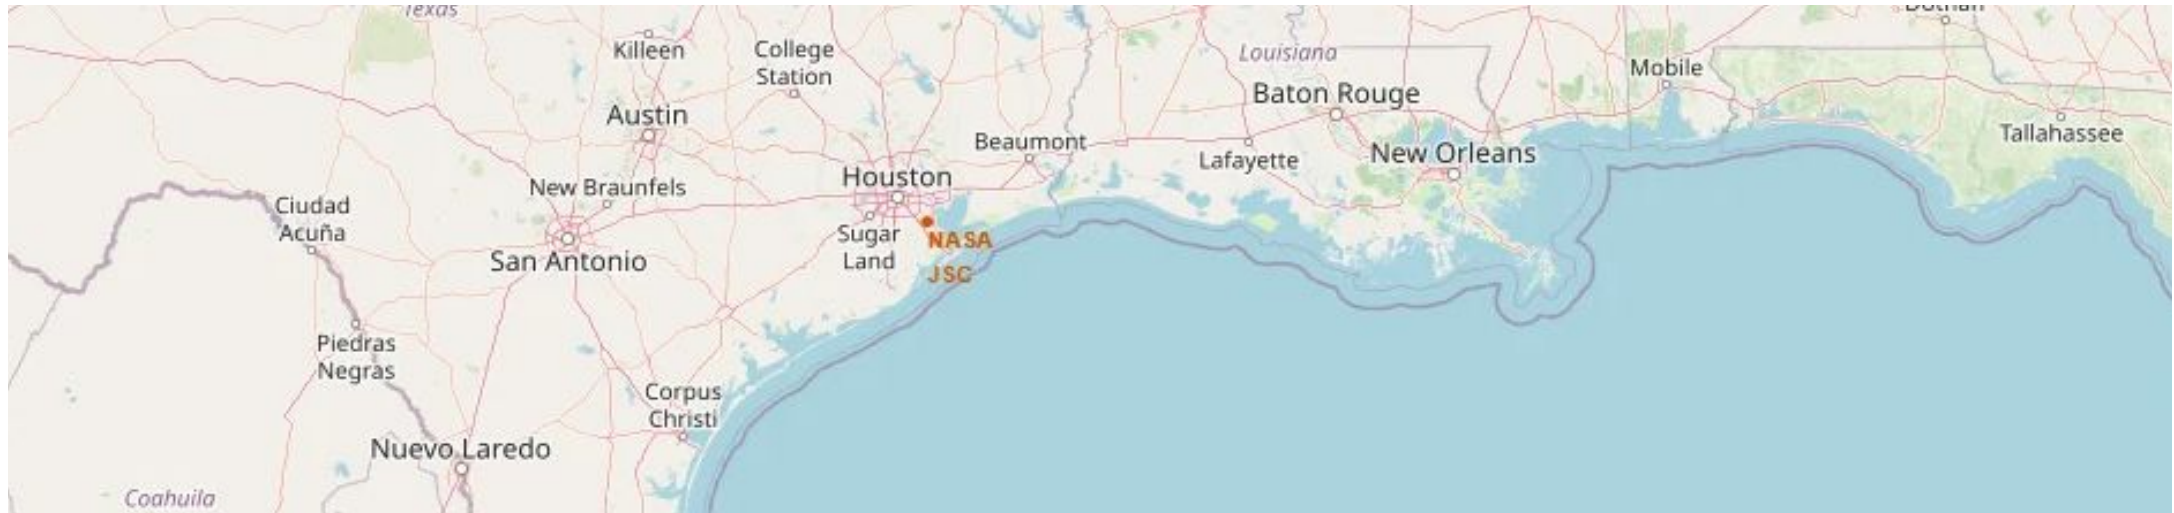 Texas
Dothan
Killeen
College
Station
Louisiana
Mobile
Baton Rouge
Austin
Tallahassee
Beaumont
Lafayette
New Orleans
Houston
New Braunfels
Ciudad
Acuña
Sugar
Land
NASA
JSC
San Antonio
Piedras
Negras
Corpus
Christi
Nuevo Laredo
Coahuila